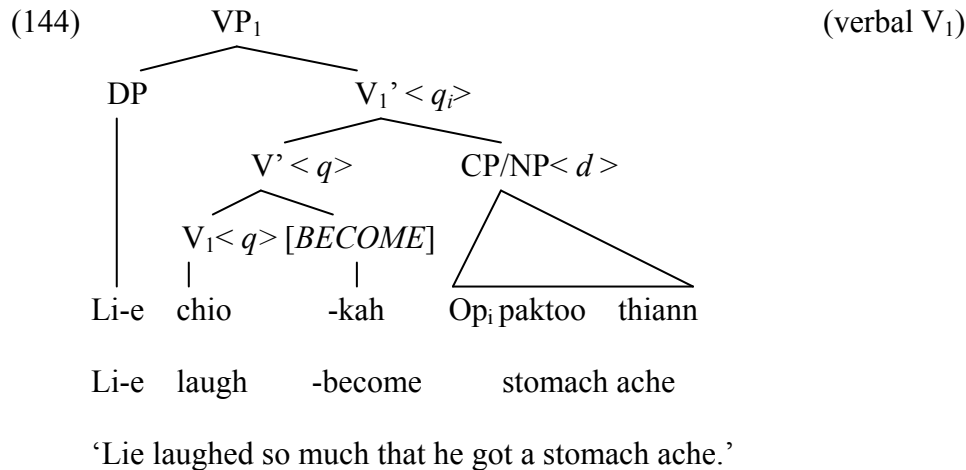 (144) VP₁ (verbal V₁)
DP V₁’ < qᵢ>
V’ < q> CP/NP< d >
V₁< q> [BECOME]
Li-e chio -kah Opᵢ paktoo thiann
Li-e laugh -become stomach ache
‘Lie laughed so much that he got a stomach ache.’